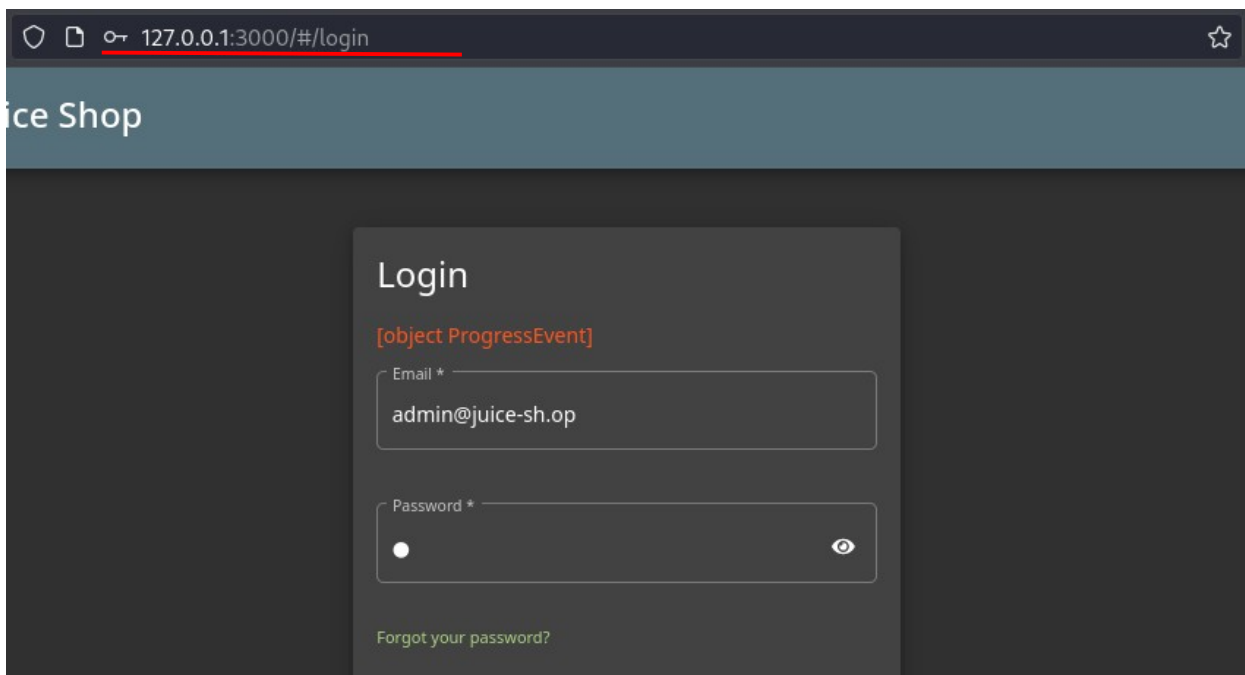 127.0.0.1:3000/#/login
ice Shop
Login
[object ProgressEvent]
Email *
admin@juice-sh.op
Password *
Forgot your password?